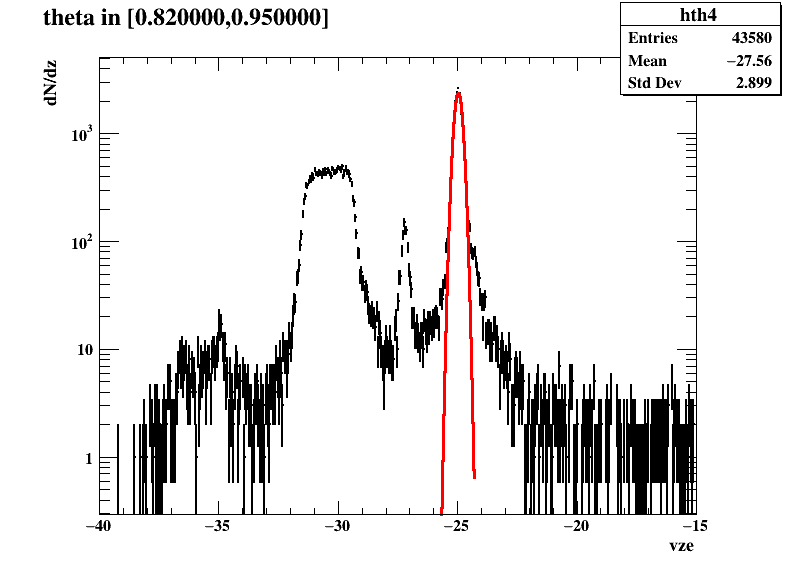 theta in [0.820000,0.950000]
hth4
Entries 43580
Mean −27.56
Std Dev 2.899
dN/dz
10³
10²
10
1
−40 −35 −30 −25 −20 −15
vze